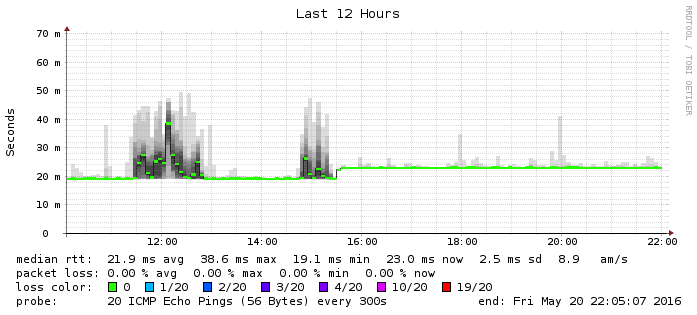 Last 12 Hours
RRDTOOL / TOBI OETIKER
Seconds
70 m
60 m
50 m
40 m
30 m
20 m
10 m
0
12:00 14:00 16:00 18:00 20:00 22:00
median rtt: 21.9 ms avg 38.6 ms max 19.1 ms min 23.0 ms now 2.5 ms sd 8.9 am/s
packet loss: 0.00 % avg 0.00 % max 0.00 % min 0.00 % now
loss color: 0 1/20 2/20 3/20 4/20 10/20 19/20
probe: 20 ICMP Echo Pings (56 Bytes) every 300s end: Fri May 20 22:05:07 2016